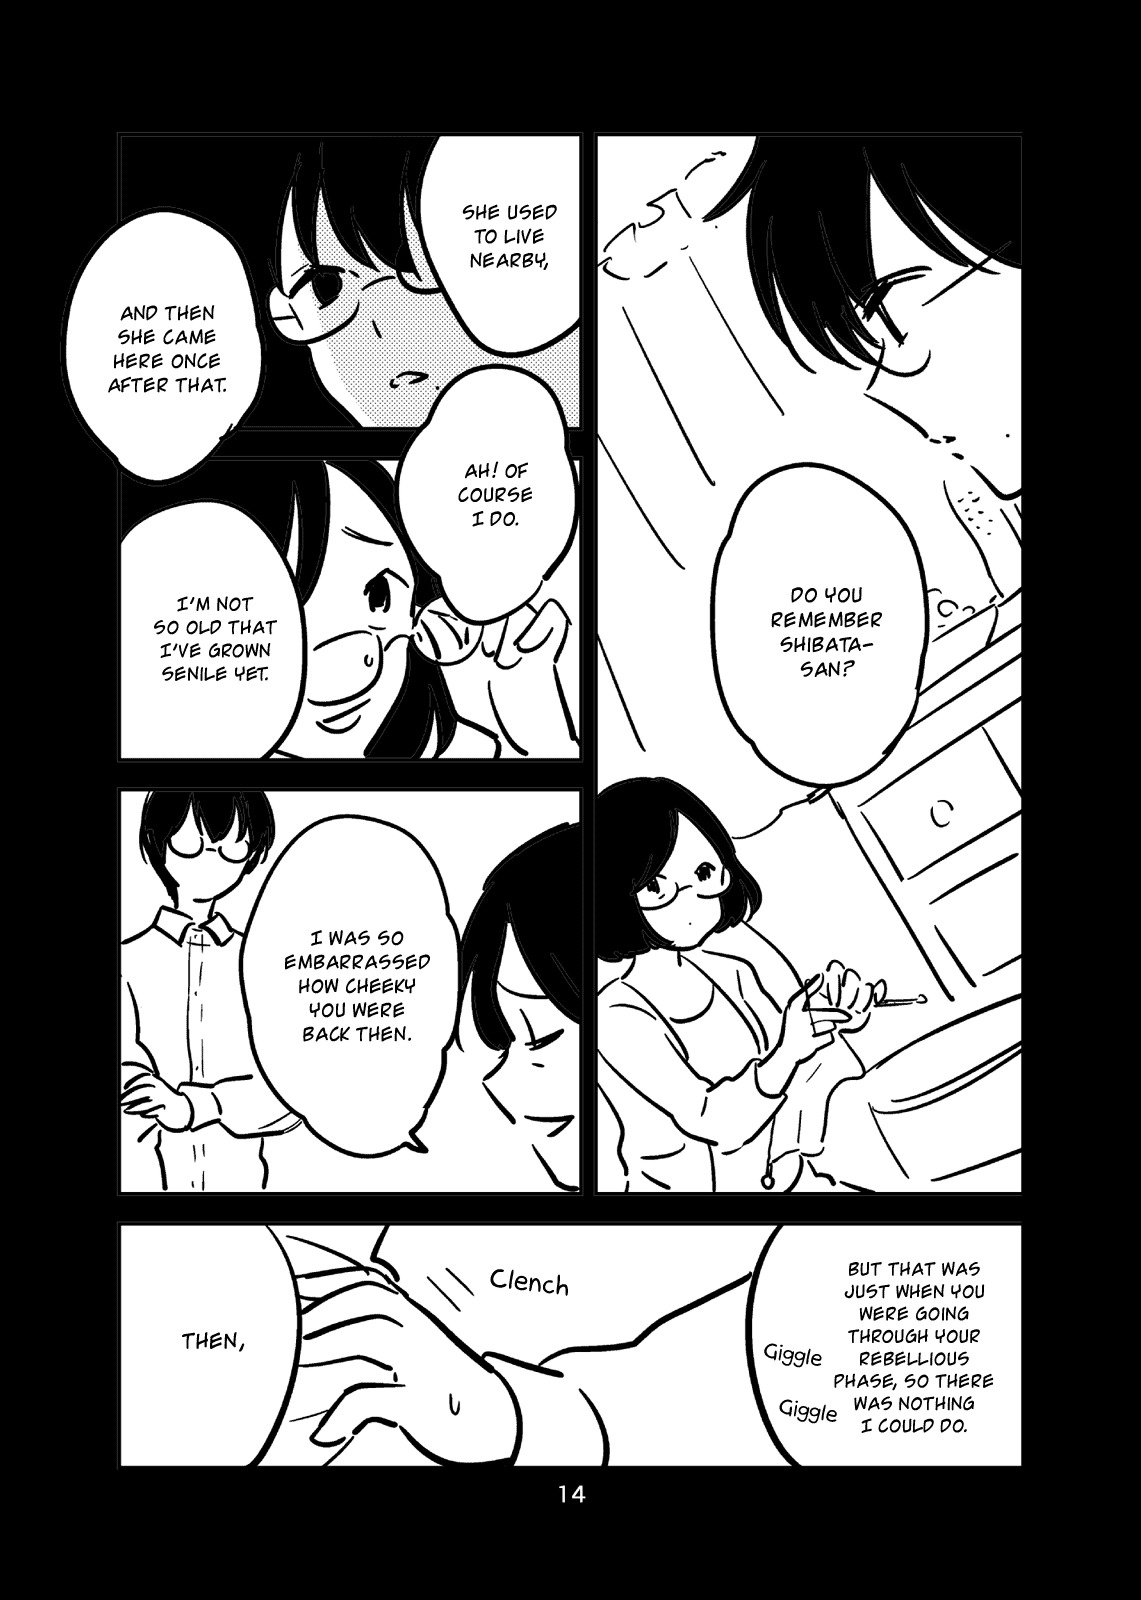 DO YOU
REMEMBER
SHIBATA-
SAN?
SHE USED
TO LIVE
NEARBY,
AND THEN
SHE CAME
HERE ONCE
AFTER THAT.
AH! OF
COURSE
I DO.
I'M NOT
SO OLD THAT
I'VE GROWN
SENILE YET.
I WAS SO
EMBARRASSED
HOW CHEEKY
YOU WERE
BACK THEN.
BUT THAT WAS
JUST WHEN YOU
WERE GOING
THROUGH YOUR
REBELLIOUS
PHASE, SO THERE
WAS NOTHING
I COULD DO.
Giggle
Giggle
Clench
THEN,
14